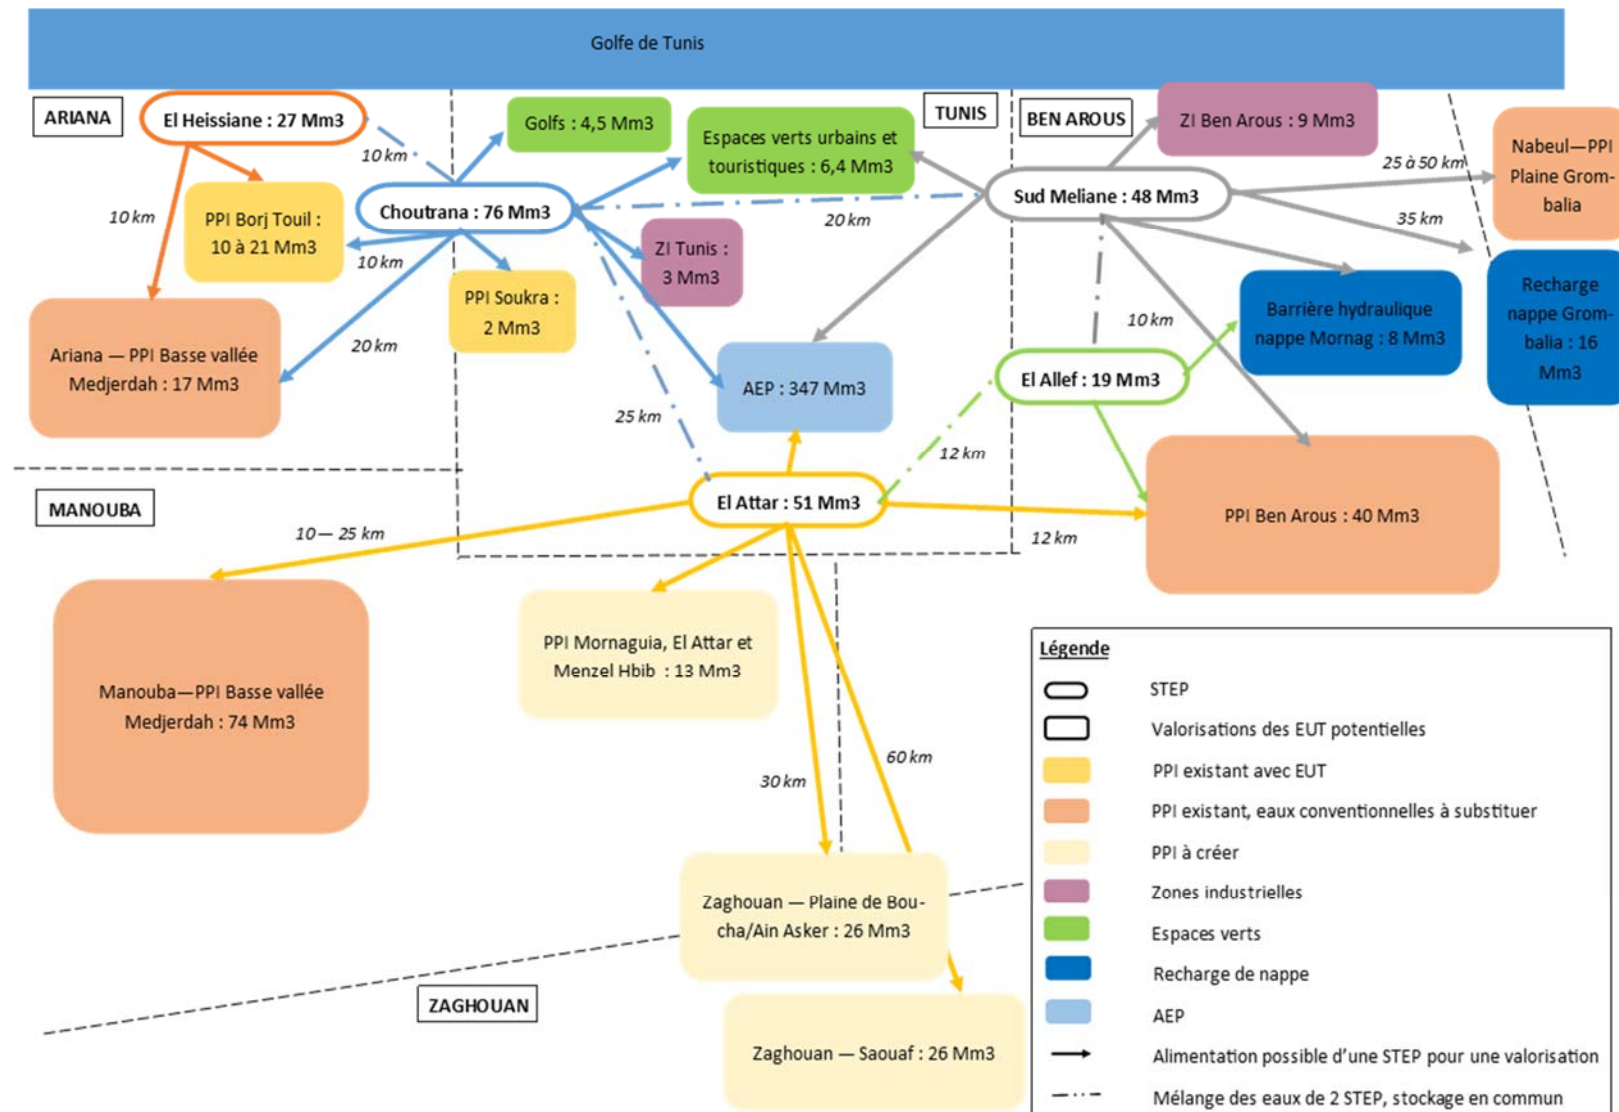 Golfe de Tunis
ARIANA
El Heissiane : 27 Mm3
Golfs : 4,5 Mm3
Espaces verts urbains et
touristiques : 6,4 Mm3
TUNIS
BEN AROUS
ZI Ben Arous : 9 Mm3
Nabeul—PPI
Plaine Grom-
balia
25 à 50 km
10 km
Choutrana : 76 Mm3
Sud Meliane : 48 Mm3
20 km
35 km
10 km
PPI Borj Touil :
10 à 21 Mm3
10 km
ZI Tunis :
3 Mm3
PPI Soukra :
2 Mm3
Recharge
nappe Grom-
balia : 16
Mm3
Barrière hydraulique
nappe Mornag : 8 Mm3
10 km
Ariana — PPI Basse vallée
Medjerdah : 17 Mm3
20 km
25 km
AEP : 347 Mm3
El Allef : 19 Mm3
12 km
MANOUBA
El Attar : 51 Mm3
10— 25 km
12 km
PPI Ben Arous : 40 Mm3
PPI Mornaguia, El Attar et
Menzel Hbib : 13 Mm3
Manouba—PPI Basse vallée
Medjerdah : 74 Mm3
30 km
60 km
Zaghouan — Plaine de Bou-
cha/Ain Asker : 26 Mm3
ZAGHOUAN
Zaghouan — Saouaf : 26 Mm3
Légende
STEP
Valorisations des EUT potentielles
PPI existant avec EUT
PPI existant, eaux conventionnelles à substituer
PPI à créer
Zones industrielles
Espaces verts
Recharge de nappe
AEP
Alimentation possible d'une STEP pour une valorisation
Mélange des eaux de 2 STEP, stockage en commun